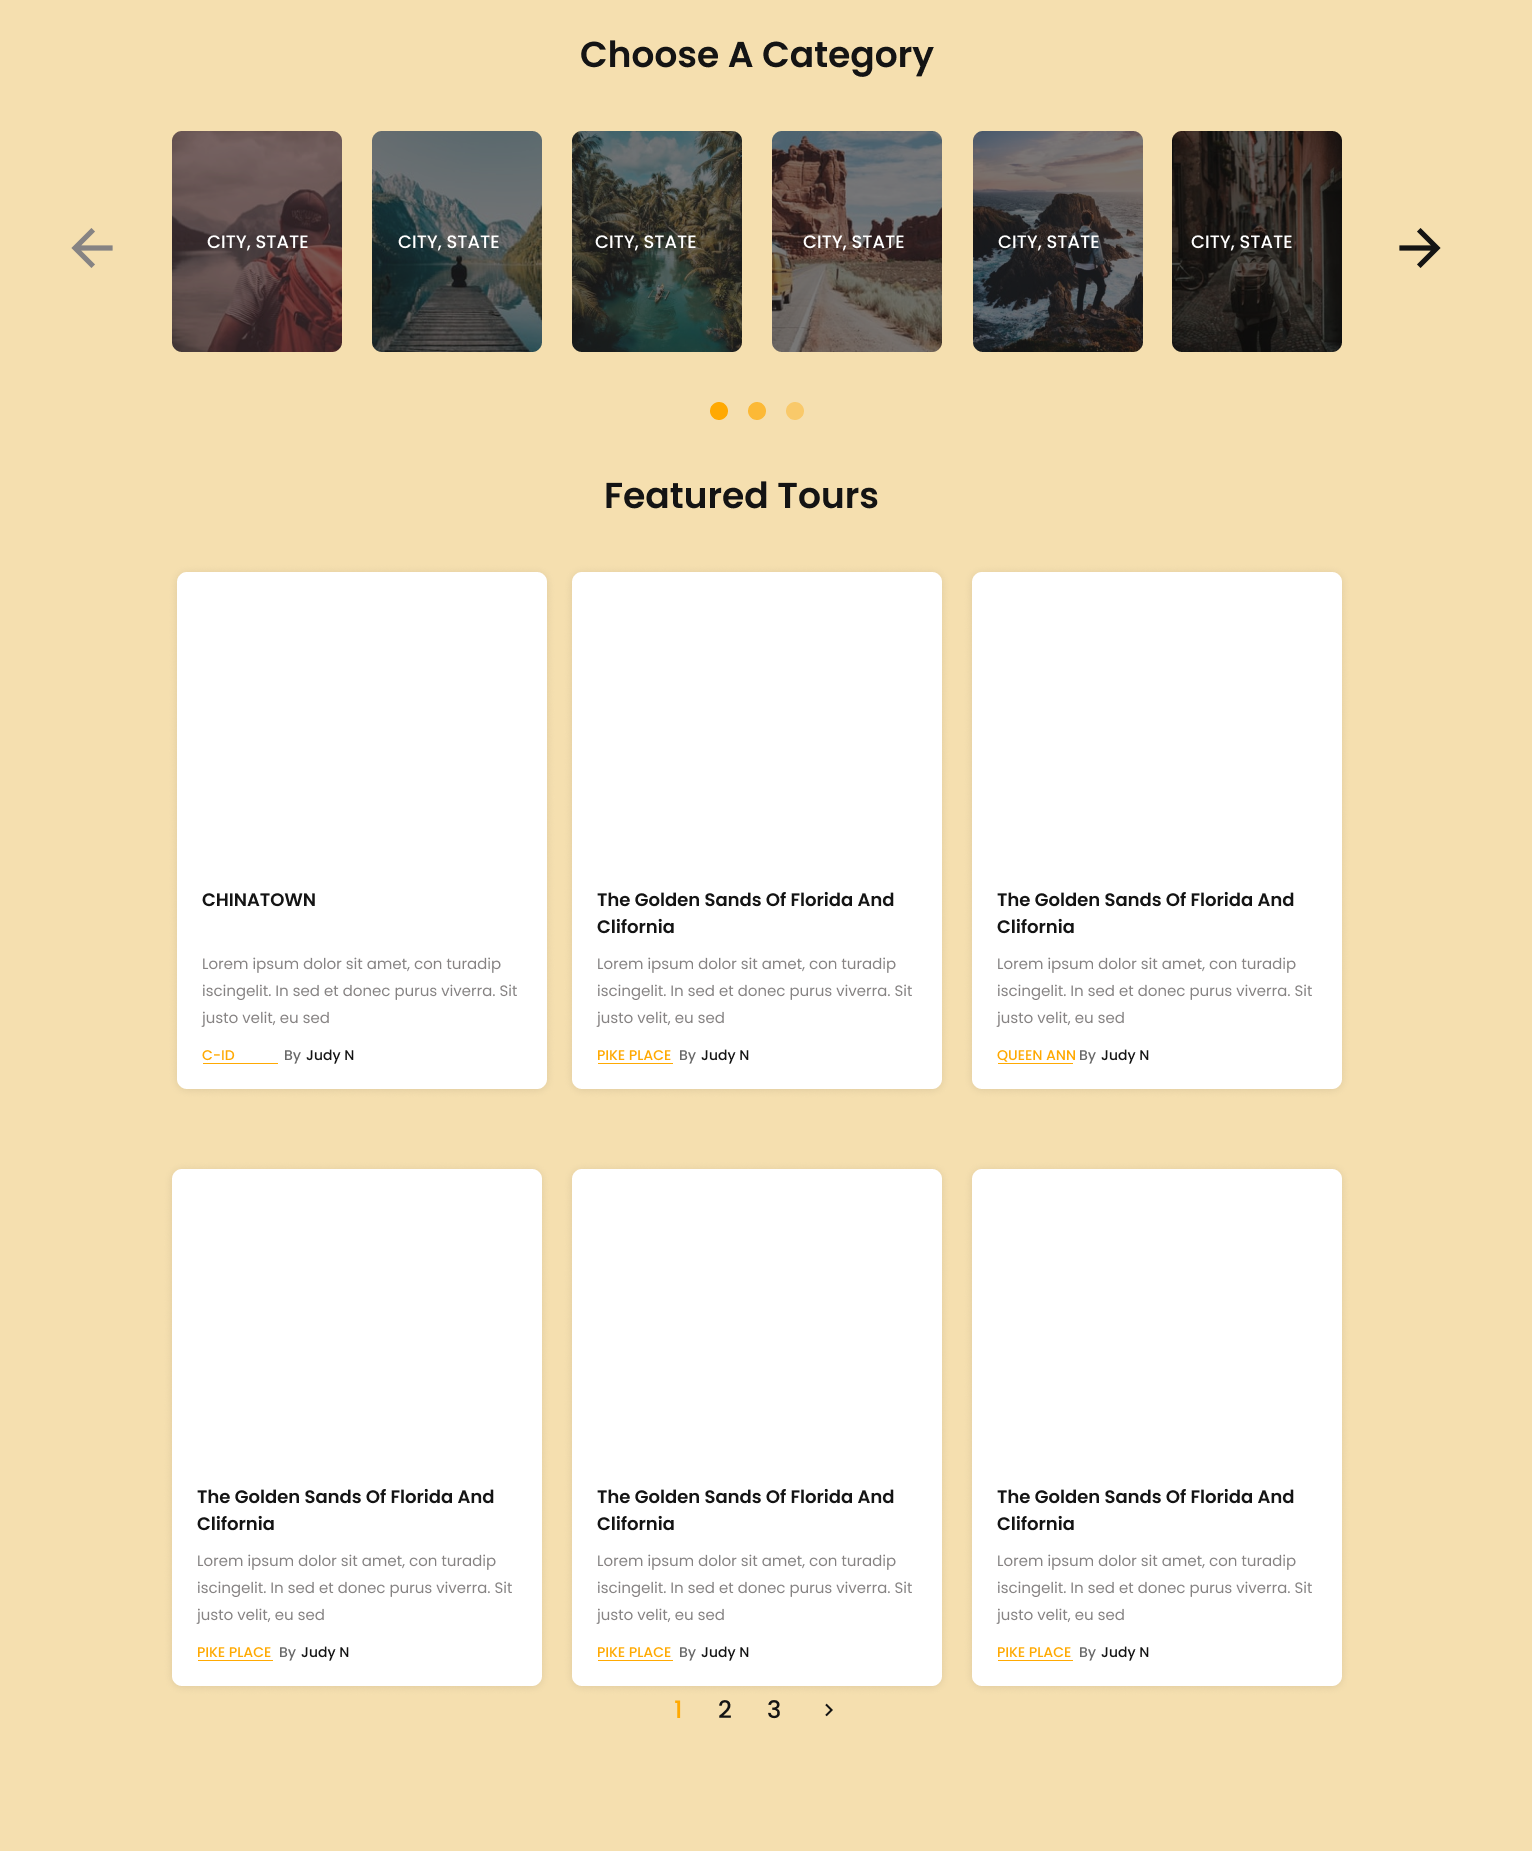 Choose A Category
CITY, STATE
CITY, STATE
CITY, STATE
CITY, STATE
CITY, STATE
CITY, STATE
Featured Tours
CHINATOWN
Lorem ipsum dolor sit amet, con turadip
iscingelit. In sed et donec purus viverra. Sit
justo velit, eu sed
C-ID By Judy N
The Golden Sands Of Florida And
Clifornia
Lorem ipsum dolor sit amet, con turadip
iscingelit. In sed et donec purus viverra. Sit
justo velit, eu sed
PIKE PLACE By Judy N
The Golden Sands Of Florida And
Clifornia
Lorem ipsum dolor sit amet, con turadip
iscingelit. In sed et donec purus viverra. Sit
justo velit, eu sed
QUEEN ANN By Judy N
The Golden Sands Of Florida And
Clifornia
Lorem ipsum dolor sit amet, con turadip
iscingelit. In sed et donec purus viverra. Sit
justo velit, eu sed
PIKE PLACE By Judy N
The Golden Sands Of Florida And
Clifornia
Lorem ipsum dolor sit amet, con turadip
iscingelit. In sed et donec purus viverra. Sit
justo velit, eu sed
PIKE PLACE By Judy N
The Golden Sands Of Florida And
Clifornia
Lorem ipsum dolor sit amet, con turadip
iscingelit. In sed et donec purus viverra. Sit
justo velit, eu sed
PIKE PLACE By Judy N
1 2 3 >